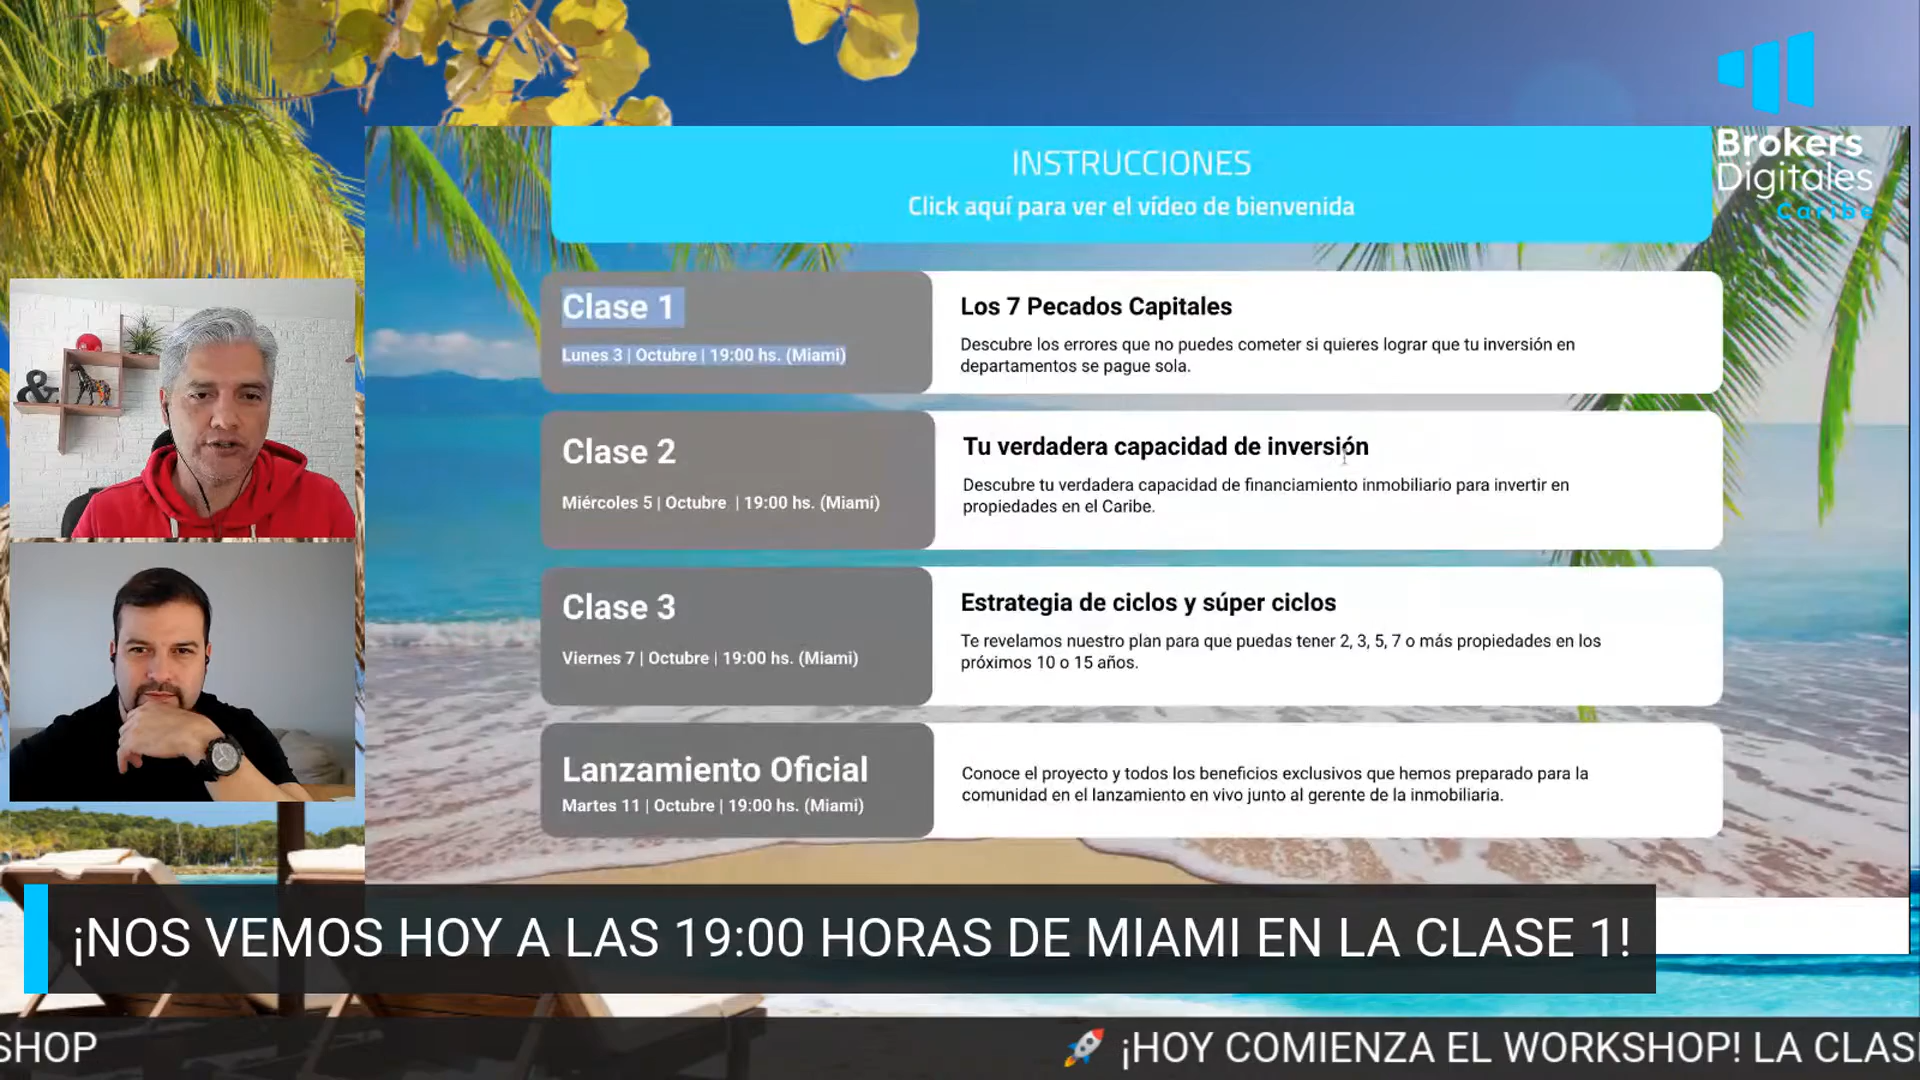 Brokers
Digitales
Caribe
INSTRUCCIONES
Click aquí para ver el vídeo de bienvenida
Clase 1
Lunes 3 | Octubre | 19:00 hs. (Miami)
Los 7 Pecados Capitales
Descubre los errores que no puedes cometer si quieres lograr que tu inversión en
departamentos se pague sola.
Clase 2
Miércoles 5 | Octubre | 19:00 hs. (Miami)
Tu verdadera capacidad de inversión
Descubre tu verdadera capacidad de financiamiento inmobiliario para invertir en
propiedades en el Caribe.
Clase 3
Viernes 7 | Octubre | 19:00 hs. (Miami)
Estrategia de ciclos y súper ciclos
Te revelamos nuestro plan para que puedas tener 2, 3, 5, 7 o más propiedades en los
próximos 10 o 15 años.
Lanzamiento Oficial
Martes 11 | Octubre | 19:00 hs. (Miami)
Conoce el proyecto y todos los beneficios exclusivos que hemos preparado para la
comunidad en el lanzamiento en vivo junto al gerente de la inmobiliaria.
¡NOS VEMOS HOY A LAS 19:00 HORAS DE MIAMI EN LA CLASE 1!
SHOP 🚀 ¡HOY COMIENZA EL WORKSHOP! LA CLAS